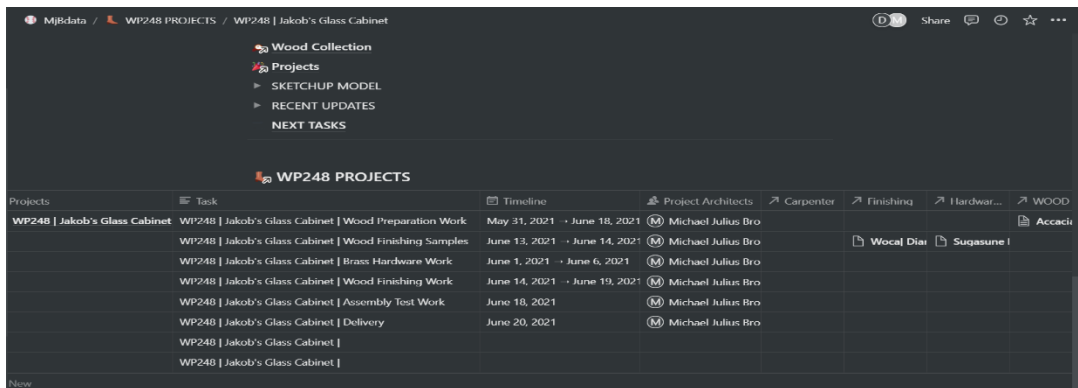 MjBdata / WP248 PROJECTS / WP248 | Jakob's Glass Cabinet D M Share
Wood Collection
Projects
SKETCHUP MODEL
RECENT UPDATES
NEXT TASKS
WP248 PROJECTS
Projects Task Timeline Project Architects Carpenter Finishing Hardwar... WOOD
WP248 | Jakob's Glass Cabinet WP248 | Jakob's Glass Cabinet | Wood Preparation Work May 31, 2021 → June 18, 2021 M Michael Julius Bro Accacia
WP248 | Jakob's Glass Cabinet | Wood Finishing Samples June 13, 2021 → June 14, 2021 M Michael Julius Bro Woca| Diar Sugasune
WP248 | Jakob's Glass Cabinet | Brass Hardware Work June 1, 2021 → June 6, 2021 M Michael Julius Bro
WP248 | Jakob's Glass Cabinet | Wood Finishing Work June 14, 2021 → June 19, 2021 M Michael Julius Bro
WP248 | Jakob's Glass Cabinet | Assembly Test Work June 18, 2021 M Michael Julius Bro
WP248 | Jakob's Glass Cabinet | Delivery June 20, 2021 M Michael Julius Bro
WP248 | Jakob's Glass Cabinet |
WP248 | Jakob's Glass Cabinet |
New